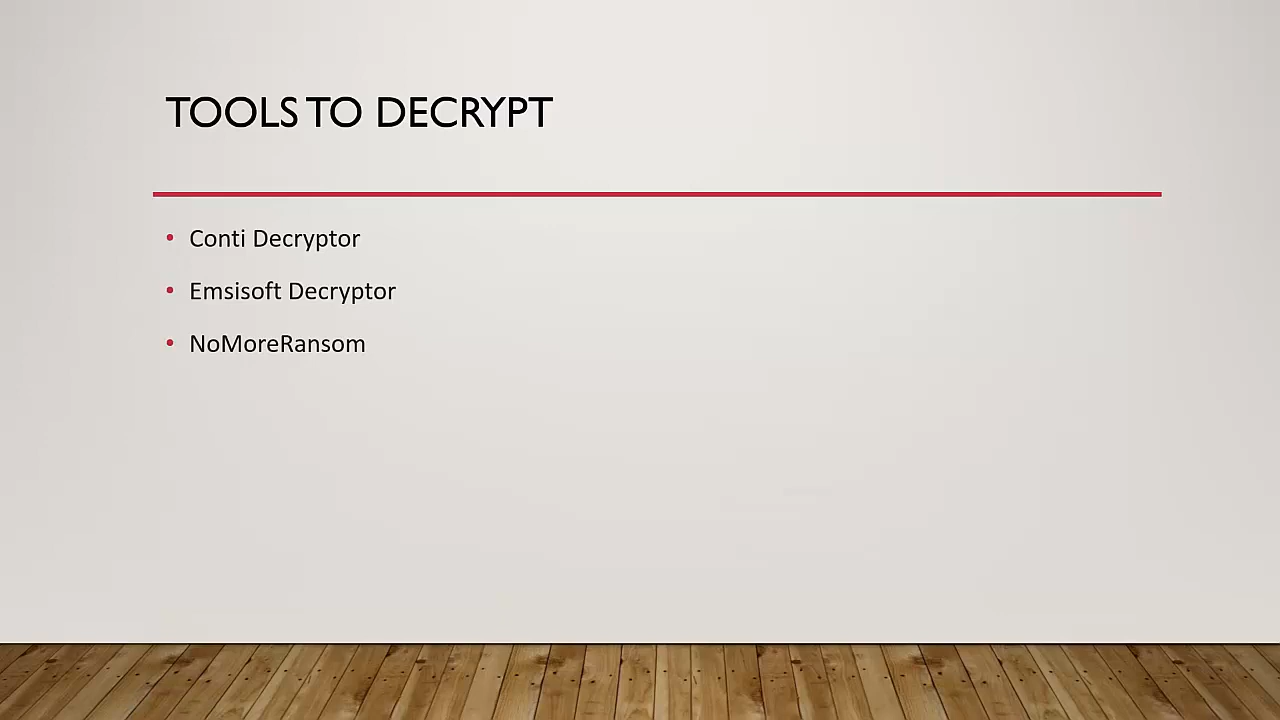 TOOLS TO DECRYPT
• Conti Decryptor
• Emsisoft Decryptor
• NoMoreRansom